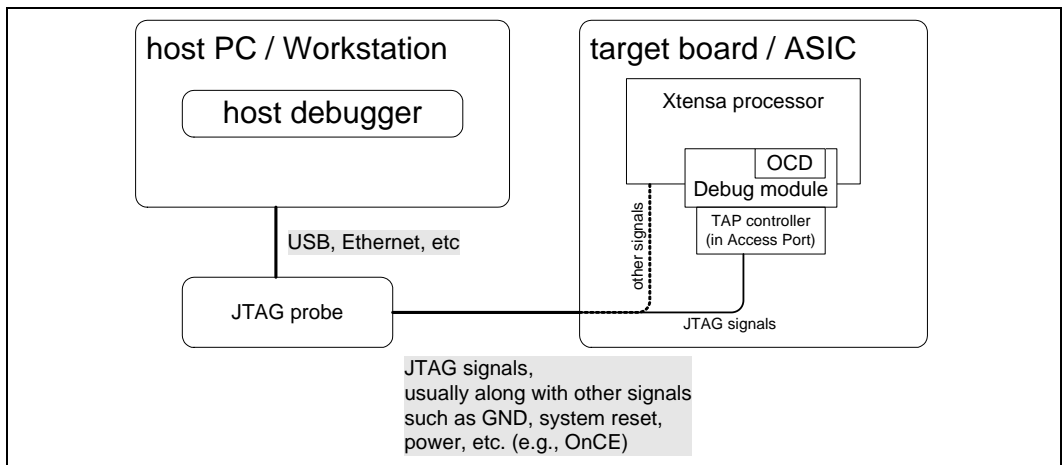 host PC / Workstation
host debugger
USB, Ethernet, etc
JTAG probe
JTAG signals,
usually along with other signals
such as GND, system reset,
power, etc. (e.g., OnCE)
target board / ASIC
Xtensa processor
OCD
Debug module
TAP controller
(in Access Port)
other signals
JTAG signals